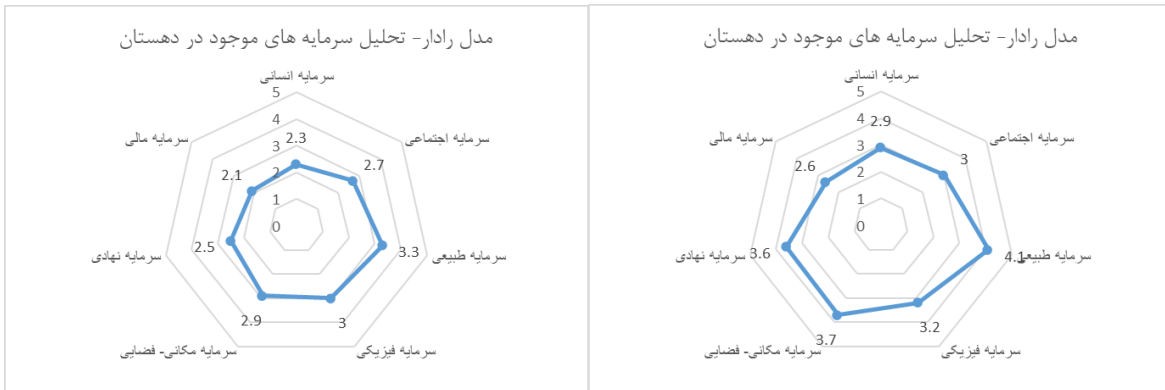 مدل رادار- تحلیل سرمایه های موجود در دهستان
سرمایه انسانی
سرمایه اجتماعی
سرمایه طبیعی
سرمایه فیزیکی
سرمایه مکانی- فضایی
سرمایه نهادی
سرمایه مالی
5
4
3
2
1
0
2.3
2.7
3.3
3
2.9
2.5
2.1
مدل رادار- تحلیل سرمایه های موجود در دهستان
سرمایه انسانی
سرمایه اجتماعی
سرمایه طبیعی
سرمایه فیزیکی
سرمایه مکانی- فضایی
سرمایه نهادی
سرمایه مالی
5
4
3
2
1
0
2.9
3
4.1
3.2
3.7
3.6
2.6